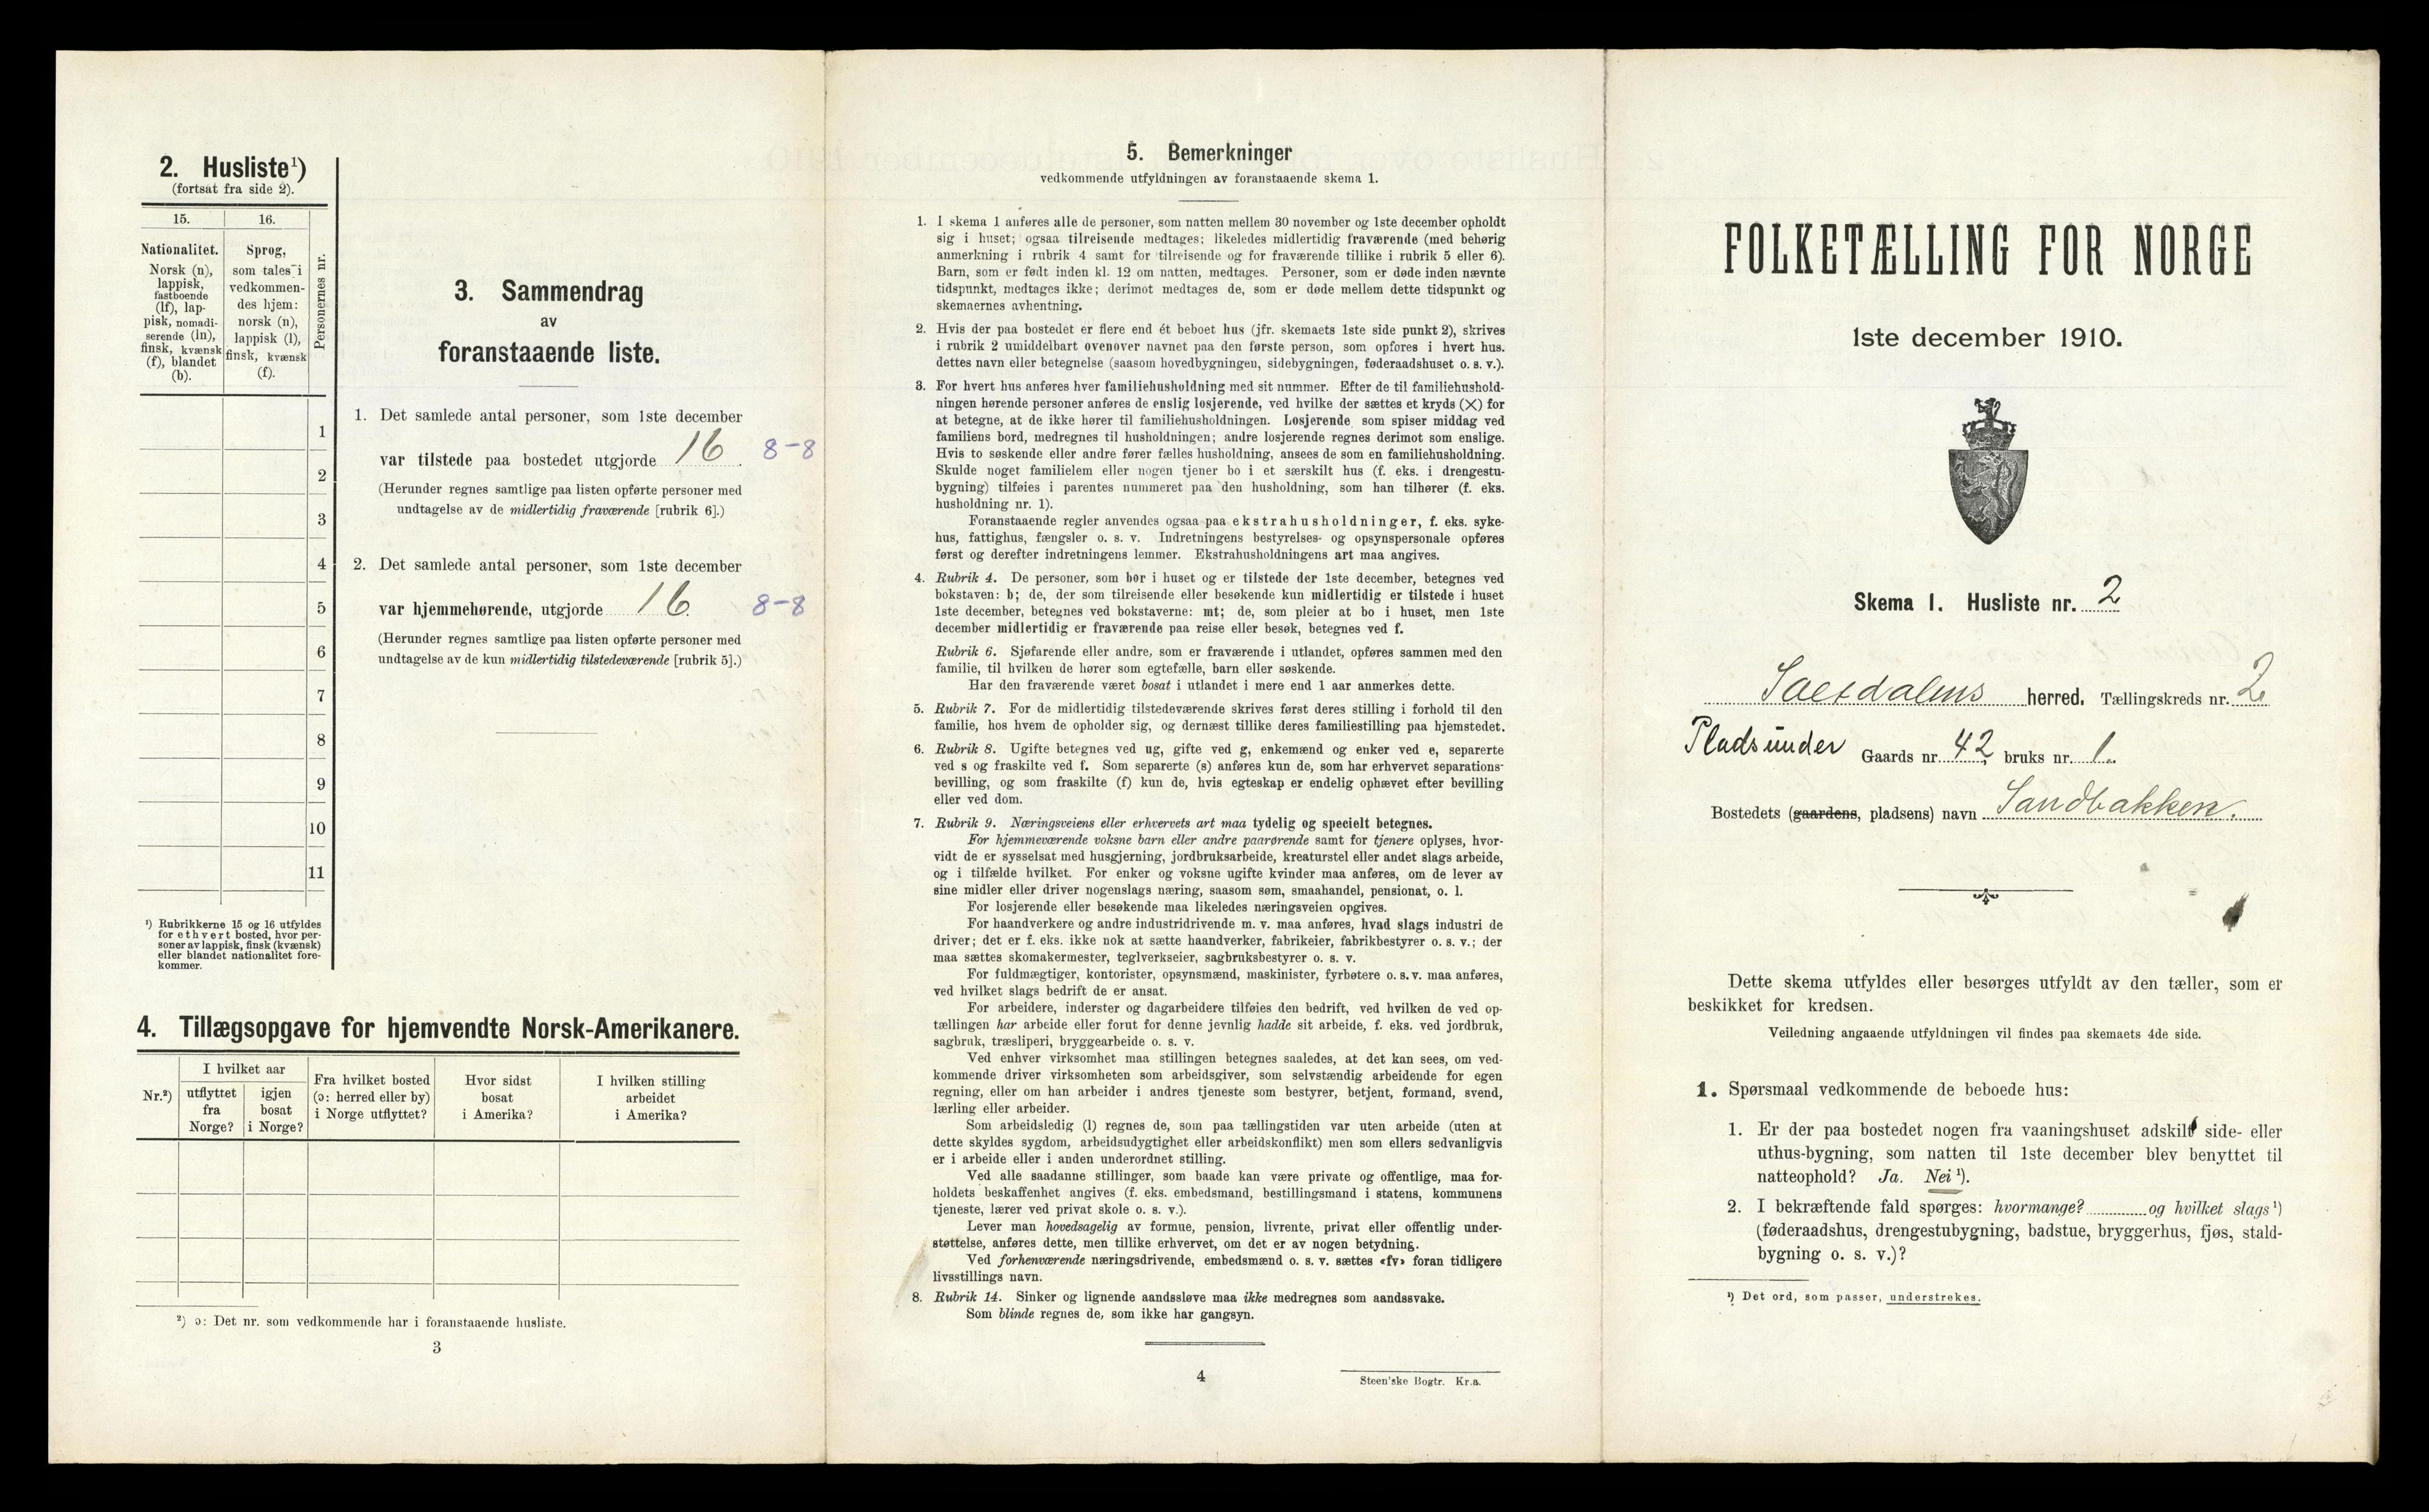 2. Husliste¹)
(fortsat fra side 2).
15.
16.
Personernes nr.
Nationalitet.
Norsk (n),
lappisk,
fastboende
(lf), lap-
pisk, nomadi-
serende (ln),
finsk, kvænsk
(f), blandet
(b).
Sprog,
som tales i
vedkommen-
des hjem:
norsk (n),
lappisk (l),
finsk, kvænsk
(f).
1
2
3
4
5
6
7
8
9
10
11
¹) Rubrikkerne 15 og 16 utfyldes
for ethvert bosted, hvor per-
soner av lappisk, finsk (kvænsk)
eller blandet nationalitet fore-
kommer.
3. Sammendrag
av
foranstaaende liste.
1. Det samlede antal personer, som 1ste december
var tilstede paa bostedet utgjorde 16. 8-8
(Herunder regnes samtlige paa listen opførte personer med
undtagelse av de midlertidig fraværende [rubrik 6].)
2. Det samlede antal personer, som 1ste december
var hjemmehørende, utgjorde 16. 8-8
(Herunder regnes samtlige paa listen opførte personer med
undtagelse av de kun midlertidig tilstedeværende [rubrik 5].)
4. Tillægsopgave for hjemvendte Norsk-Amerikanere.
Nr.²)
I hvilket aar
utflyttet
fra
Norge?
igjen
bosat
i Norge?
Fra hvilket bosted
(ɔ: herred eller by)
i Norge utflyttet?
Hvor sidst
bosat
i Amerika?
I hvilken stilling
arbeidet
i Amerika?
²) ɔ: Det nr. som vedkommende har i foranstaaende husliste.
3
5. Bemerkninger
vedkommende utfyldningen av foranstaaende skema 1.
1. I skema 1 anføres alle de personer, som natten mellem 30 november og 1ste december opholdt
sig i huset; ogsaa tilreisende medtages; likeledes midlertidig fraværende (med behørig
anmerkning i rubrik 4 samt for tilreisende og for fraværende tillike i rubrik 5 eller 6).
Barn, som er født inden kl. 12 om natten, medtages. Personer, som er døde inden nævnte
tidspunkt, medtages ikke; derimot medtages de, som er døde mellem dette tidspunkt og
skemaernes avhentning.
2. Hvis der paa bostedet er flere end ét beboet hus (jfr. skemaets 1ste side punkt 2), skrives
i rubrik 2 umiddelbart ovenover navnet paa den første person, som opføres i hvert hus.
dettes navn eller betegnelse (saasom hovedbygningen, sidebygningen, føderaadshuset o. s. v.).
3. For hvert hus anføres hver familiehusholdning med sit nummer. Efter de til familiehushold-
ningen hørende personer anføres de enslig losjerende, ved hvilke der sættes et kryds (×) for
at betegne, at de ikke hører til familiehusholdningen. Losjerende som spiser middag ved
familiens bord, medregnes til husholdningen; andre losjerende regnes derimot som enslige.
Hvis to søskende eller andre fører fælles husholdning, ansees de som en familiehusholdning.
Skulde noget familielem eller nogen tjener bo i et særskilt hus (f. eks. i drengestu-
bygning) tilføies i parentes nummeret paa den husholdning, som han tilhører (f. eks.
husholdning nr. 1).
Foranstaaende regler anvendes ogsaa paa ekstrahusholdninger, f. eks. syke-
hus, fattighus, fængsler o. s. v. Indretningens bestyrelses- og opsynspersonale opføres
først og derefter indretningens lemmer. Ekstrahusholdningens art maa angives.
4. Rubrik 4. De personer, som bor i huset og er tilstede der 1ste december, betegnes ved
bokstaven: b; de, der som tilreisende eller besøkende kun midlertidig er tilstede i huset
1ste december, betegnes ved bokstaverne: mt; de, som pleier at bo i huset, men 1ste
december midlertidig er fraværende paa reise eller besøk, betegnes ved f.
Rubrik 6. Sjøfarende eller andre, som er fraværende i utlandet, opføres sammen med den
familie, til hvilken de hører som egtefælle, barn eller søskende.
Har den fraværende været bosat i utlandet i mere end 1 aar anmerkes dette.
5. Rubrik 7. For de midlertidig tilstedeværende skrives først deres stilling i forhold til den
familie, hos hvem de opholder sig, og dernæst tillike deres familiestilling paa hjemstedet.
6. Rubrik 8. Ugifte betegnes ved ug, gifte ved g, enkemænd og enker ved e, separerte
ved s og fraskilte ved f. Som separerte (s) anføres kun de, som har erhvervet separations-
bevilling, og som fraskilte (f) kun de, hvis egteskap er endelig ophævet efter bevilling
eller ved dom.
7. Rubrik 9. Næringsveiens eller erhvervets art maa tydelig og specielt betegnes.
For hjemmeværende voksne barn eller andre paarørende samt for tjenere oplyses, hvor-
vidt de er sysselsat med husgjerning, jordbruksarbeide, kreaturstel eller andet slags arbeide,
og i tilfælde hvilket. For enker og voksne ugifte kvinder maa anføres, om de lever av
sine midler eller driver nogenslags næring, saasom søm, smaahandel, pensionat, o. l.
For losjerende eller besøkende maa likeledes næringsveien opgives.
For haandverkere og andre industridrivende m. v. maa anføres, hvad slags industri de
driver; det er f. eks. ikke nok at sætte haandverker, fabrikeier, fabrikbestyrer o. s. v.; der
maa sættes skomakermester, teglverkseier, sagbruksbestyrer o. s. v.
For fuldmægtiger, kontorister, opsynsmænd, maskinister, fyrbøtere o. s. v. maa anføres,
ved hvilket slags bedrift de er ansat.
For arbeidere, inderster og dagarbeidere tilføies den bedrift, ved hvilken de ved op-
tællingen har arbeide eller forut for denne jevnlig hadde sit arbeide, f. eks. ved jordbruk,
sagbruk, træsliperi, bryggearbeide o. s. v.
Ved enhver virksomhet maa stillingen betegnes saaledes, at det kan sees, om ved-
kommende driver virksomheten som arbeidsgiver, som selvstændig arbeidende for egen
regning, eller om han arbeider i andres tjeneste som bestyrer, betjent, formand, svend,
lærling eller arbeider.
Som arbeidsledig (l) regnes de, som paa tællingstiden var uten arbeide (uten at
dette skyldes sygdom, arbeidsudygtighet eller arbeidskonflikt) men som ellers sedvanligvis
er i arbeide eller i anden underordnet stilling.
Ved alle saadanne stillinger, som baade kan være private og offentlige, maa for-
holdets beskaffenhet angives (f. eks. embedsmand, bestillingsmand i statens, kommunens
tjeneste, lærer ved privat skole o. s. v.).
Lever man hovedsagelig av formue, pension, livrente, privat eller offentlig under-
støttelse, anføres dette, men tillike erhvervet, om det er av nogen betydning.
Ved forhenværende næringsdrivende, embedsmænd o. s. v. sættes «fv» foran tidligere
livsstillings navn.
8. Rubrik 14. Sinker og lignende aandssløve maa ikke medregnes som aandssvake.
Som blinde regnes de, som ikke har gangsyn.
4
Steen'ske Bogtr. Kr.a.
FOLKETÆLLING FOR NORGE
1ste december 1910.
Skema 1. Husliste nr. 2
Saltdalens herred. Tællingskreds nr. 2
Plads under Gaards nr. 42, bruks nr. 1.
Bostedets (gaardens, pladsens) navn Sandbakken.
Dette skema utfyldes eller besørges utfyldt av den tæller, som er
beskikket for kredsen.
Veiledning angaaende utfyldningen vil findes paa skemaets 4de side.
1. Spørsmaal vedkommende de beboede hus:
1. Er der paa bostedet nogen fra vaaningshuset adskilt side- eller
uthus-bygning, som natten til 1ste december blev benyttet til
natteophold? Ja. Nei ¹).
2. I bekræftende fald spørges: hvormange? og hvilket slags ¹)
(føderaadshus, drengestubygning, badstue, bryggerhus, fjøs, stald-
bygning o. s. v.)?
¹) Det ord, som passer, understrekes.